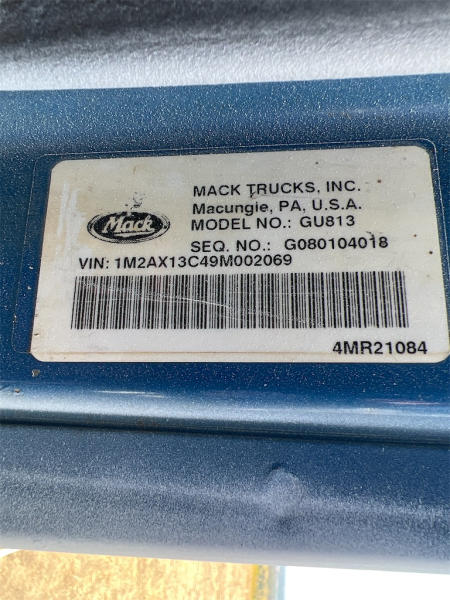 Mack
MACK TRUCKS, INC.
Macungie, PA, U.S.A.
MODEL NO.: GU813
SEQ. NO.: G080104018
VIN: 1M2AX13C49M002069
4MR21084